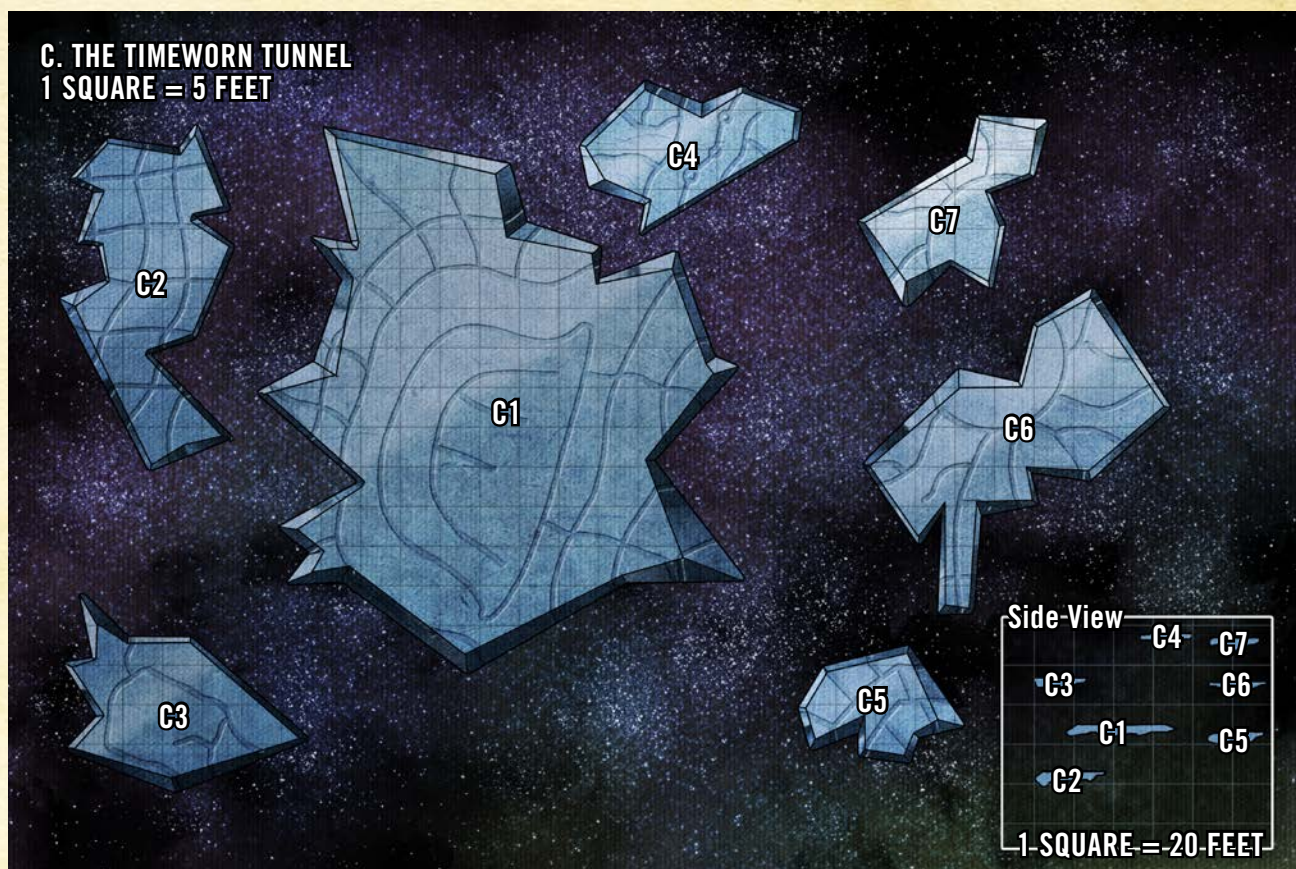 C. THE TIMEWORN TUNNEL
1 SQUARE = 5 FEET
C4
C7
C2
C1
C6
C3
C5
Side View
C4
C7
C3
C6
C1
C5
C2
1 SQUARE = 20 FEET